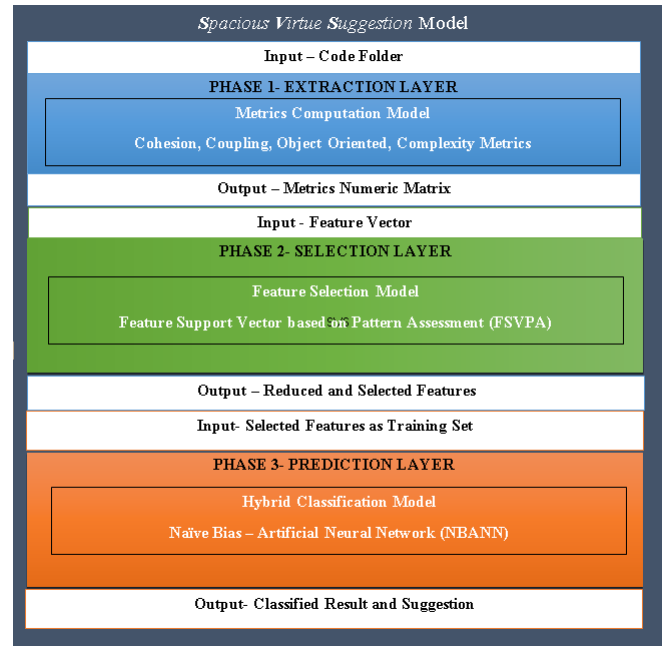 Spacious Virtue Suggestion Model
Input – Code Folder
PHASE 1- EXTRACTION LAYER
Metrics Computation Model
Cohesion, Coupling, Object Oriented, Complexity Metrics
Output – Metrics Numeric Matrix
Input - Feature Vector
PHASE 2- SELECTION LAYER
Feature Selection Model
Feature Support Vector based on Pattern Assessment (FSVPA)
Output – Reduced and Selected Features
Input- Selected Features as Training Set
PHASE 3- PREDICTION LAYER
Hybrid Classification Model
Naïve Bias – Artificial Neural Network (NBANN)
Output- Classified Result and Suggestion